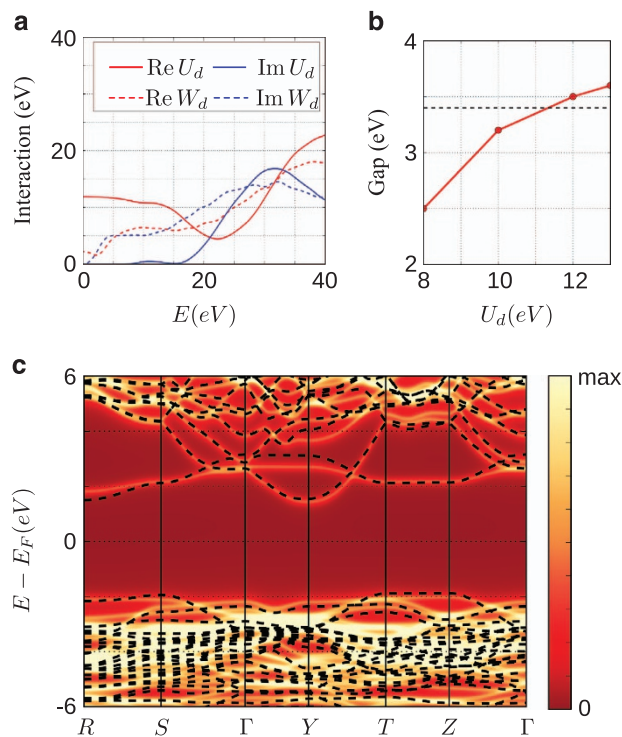 a
40
20
0
Interaction (eV)
Re U_d
Im U_d
Re W_d
Im W_d
0
20
40
E(eV)
b
4
3
2
Gap (eV)
8
10
12
U_d(eV)
c
6
0
-6
E − E_F(eV)
R
S
Γ
Y
T
Z
Γ
max
0